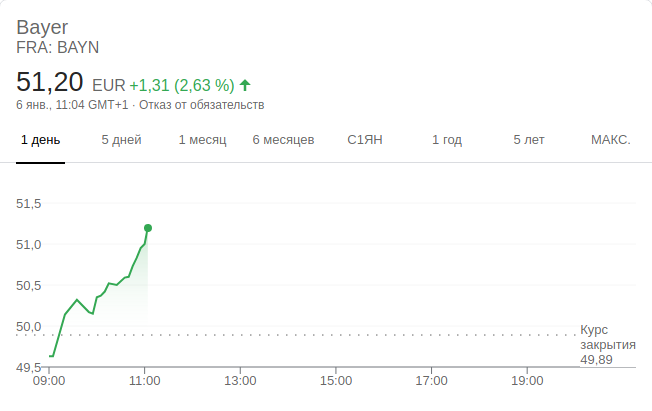 Bayer
FRA: BAYN
51,20 EUR +1,31 (2,63 %)
6 янв., 11:04 GMT+1 · Отказ от обязательств
1 день 5 дней 1 месяц 6 месяцев С1ЯН 1 год 5 лет МАКС.
51,5
51,0
50,5
50,0
49,5
Курс
закрытия
49,89
09:00 11:00 13:00 15:00 17:00 19:00